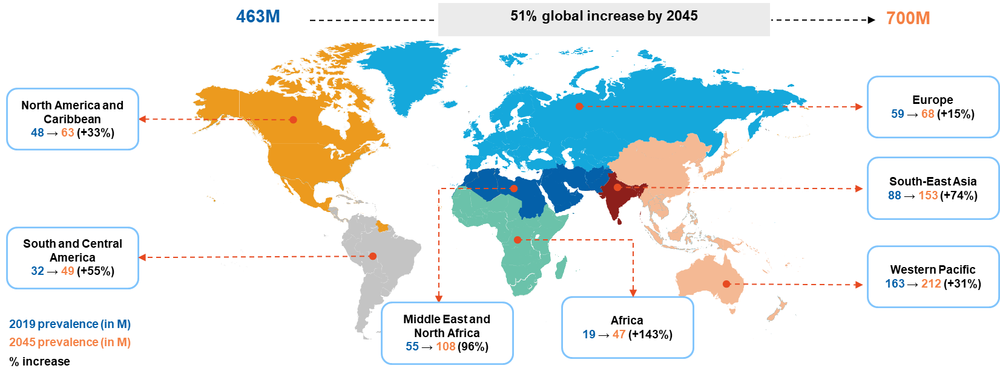 463M
51% global increase by 2045
700M
North America and
Caribbean
48 → 63 (+33%)
Europe
59 → 68 (+15%)
South-East Asia
88 → 153 (+74%)
South and Central
America
32 → 49 (+55%)
Western Pacific
163 → 212 (+31%)
Middle East and
North Africa
55 → 108 (96%)
Africa
19 → 47 (+143%)
2019 prevalence (in M)
2045 prevalence (in M)
% increase